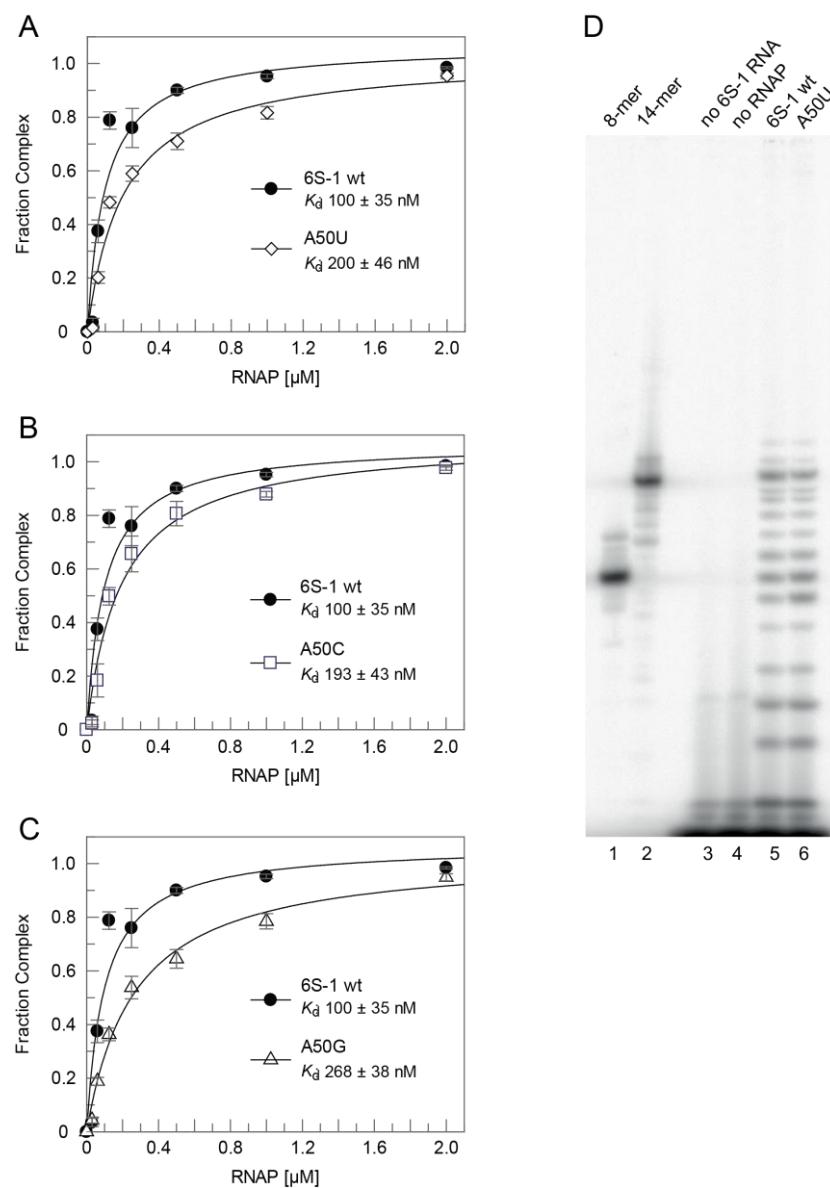 A
Fraction Complex
1.0
0.8
0.6
0.4
0.2
0
0 0.4 0.8 1.2 1.6 2.0
RNAP [µM]
6S-1 wt
Kd 100 ± 35 nM
A50U
Kd 200 ± 46 nM
B
Fraction Complex
1.0
0.8
0.6
0.4
0.2
0
0 0.4 0.8 1.2 1.6 2.0
RNAP [µM]
6S-1 wt
Kd 100 ± 35 nM
A50C
Kd 193 ± 43 nM
C
Fraction Complex
1.0
0.8
0.6
0.4
0.2
0
0 0.4 0.8 1.2 1.6 2.0
RNAP [µM]
6S-1 wt
Kd 100 ± 35 nM
A50G
Kd 268 ± 38 nM
D
8-mer
14-mer
no 6S-1 RNA
no RNAP
6S-1 wt
A50U
1 2 3 4 5 6